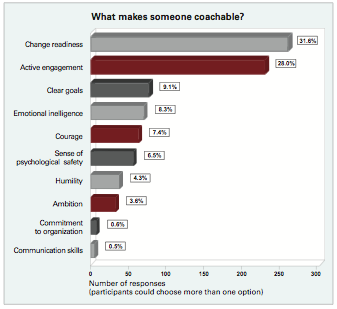 What makes someone coachable?
Change readiness
31.6%
Active engagement
28.0%
Clear goals
9.1%
Emotional inelligence
8.3%
Courage
7.4%
Sense of
psychological safety
6.5%
Humility
4.3%
Ambition
3.6%
Commitment
to organization
0.6%
Communication skills
0.5%
0 50 100 150 200 250 300
Number of responses
(participants could choose more than one option)